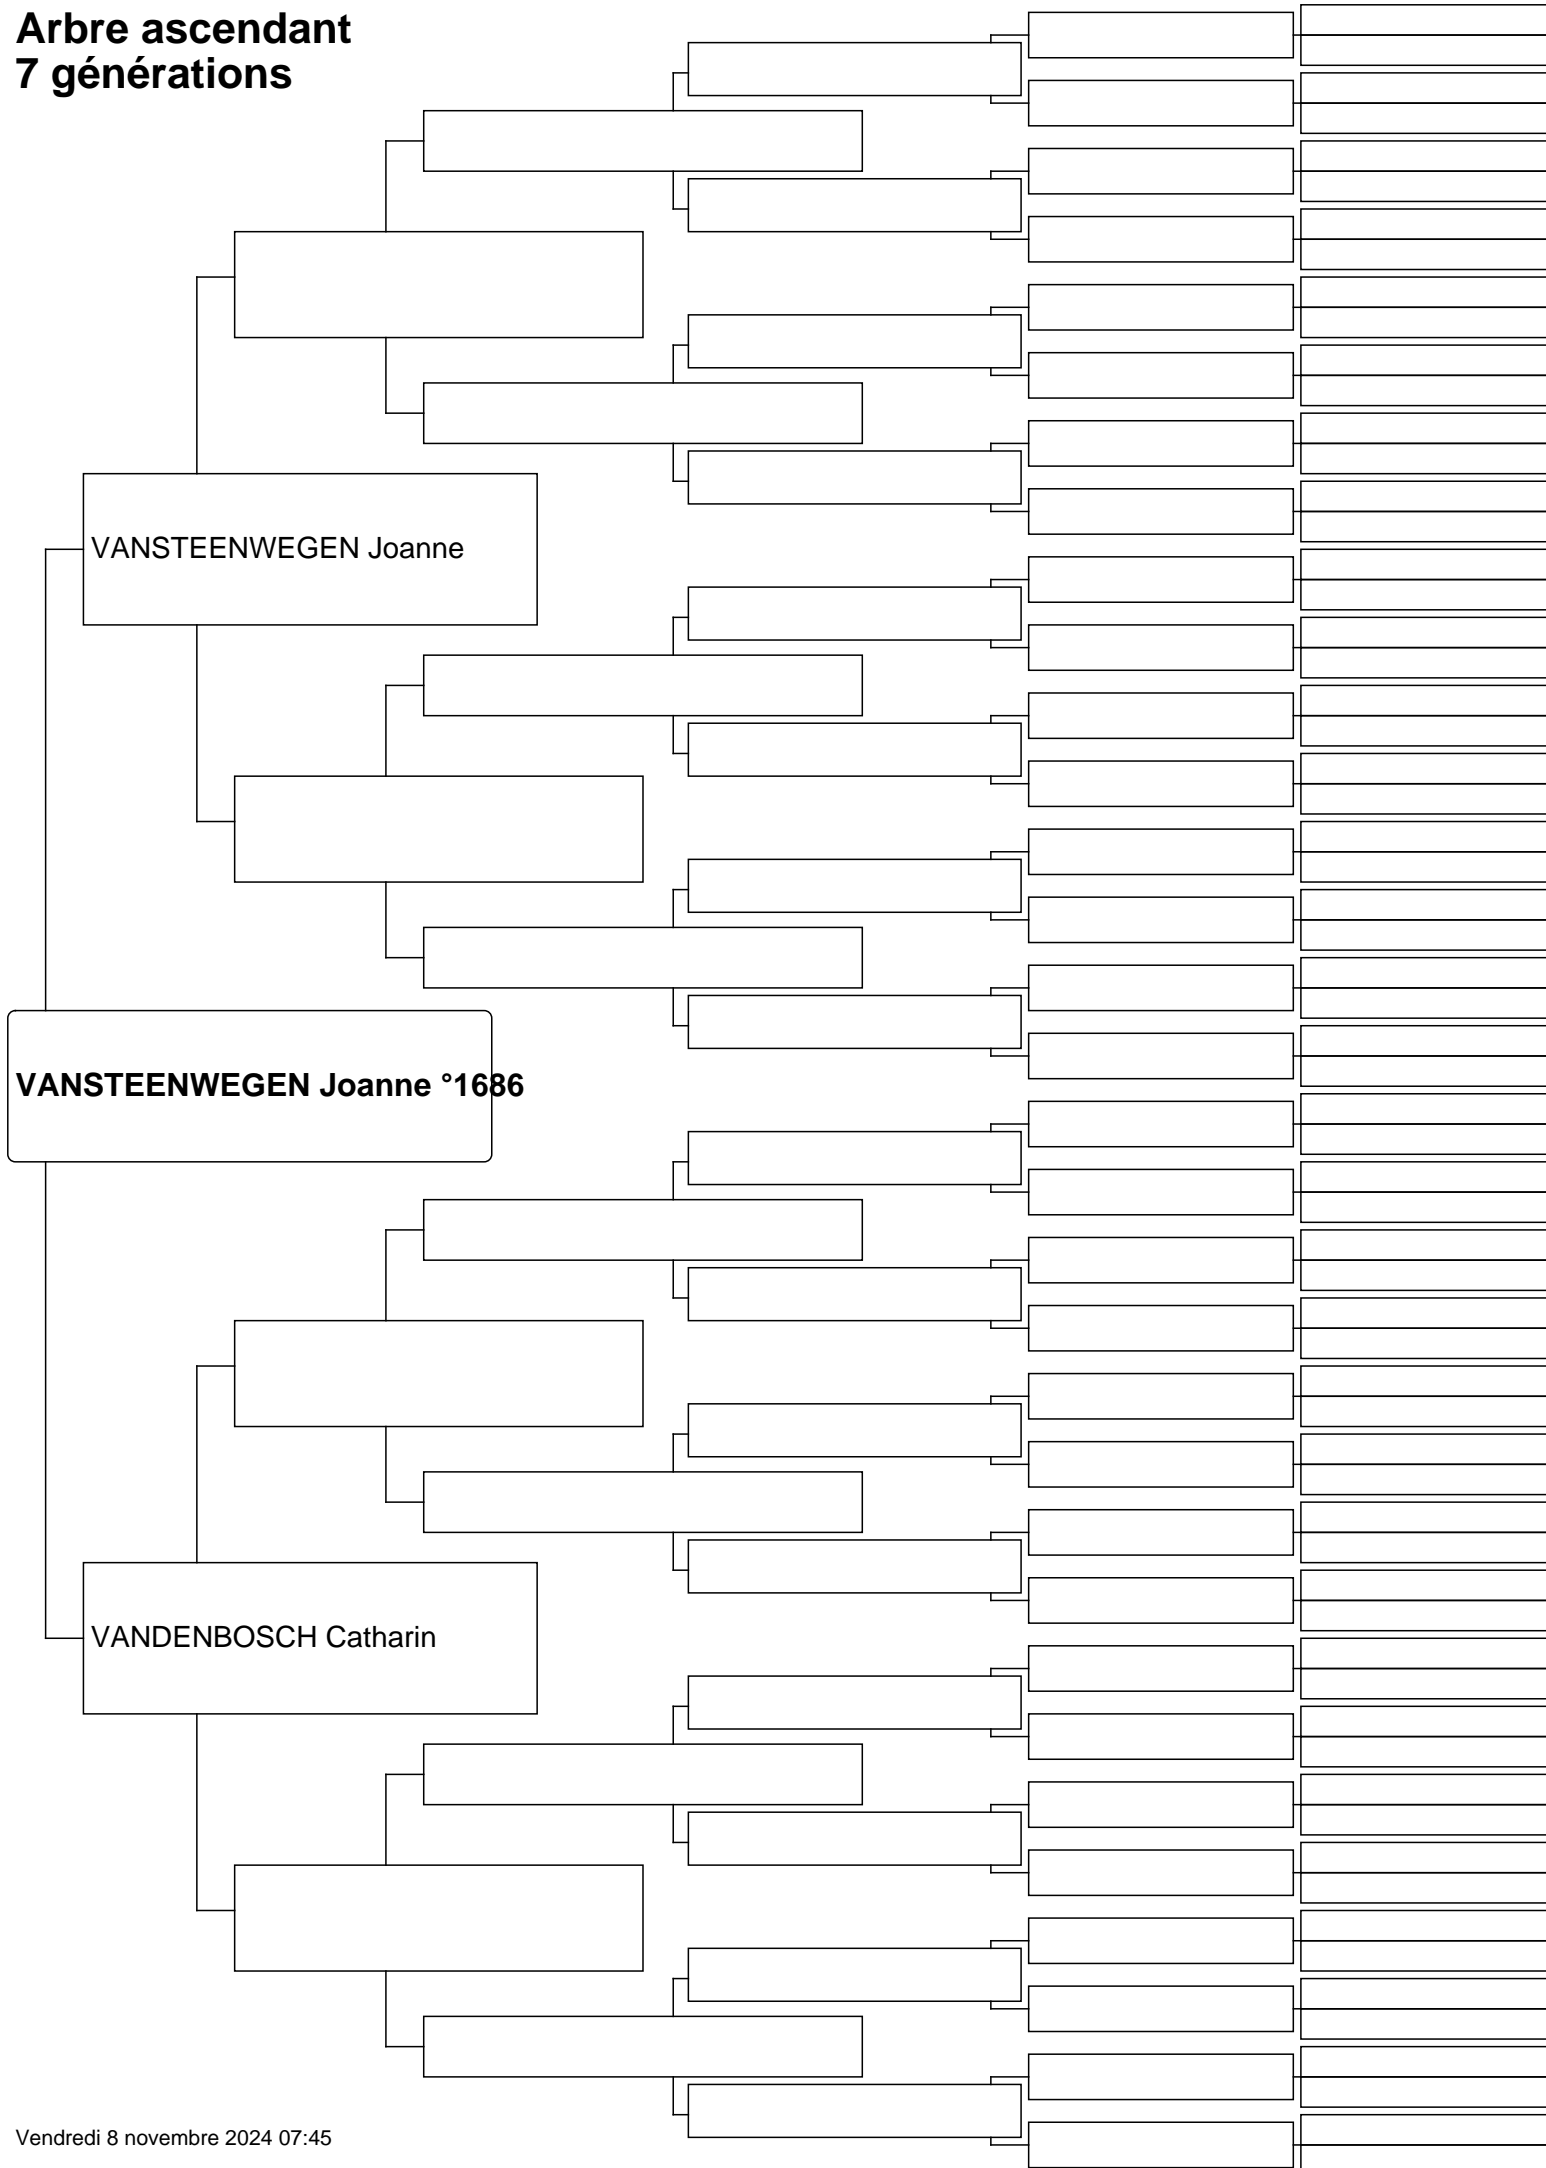 Arbre ascendant
7 générations
VANSTEENWEGEN Joanne
VANSTEENWEGEN Joanne °1686
VANDENBOSCH Catharin
Vendredi 8 novembre 2024 07:45